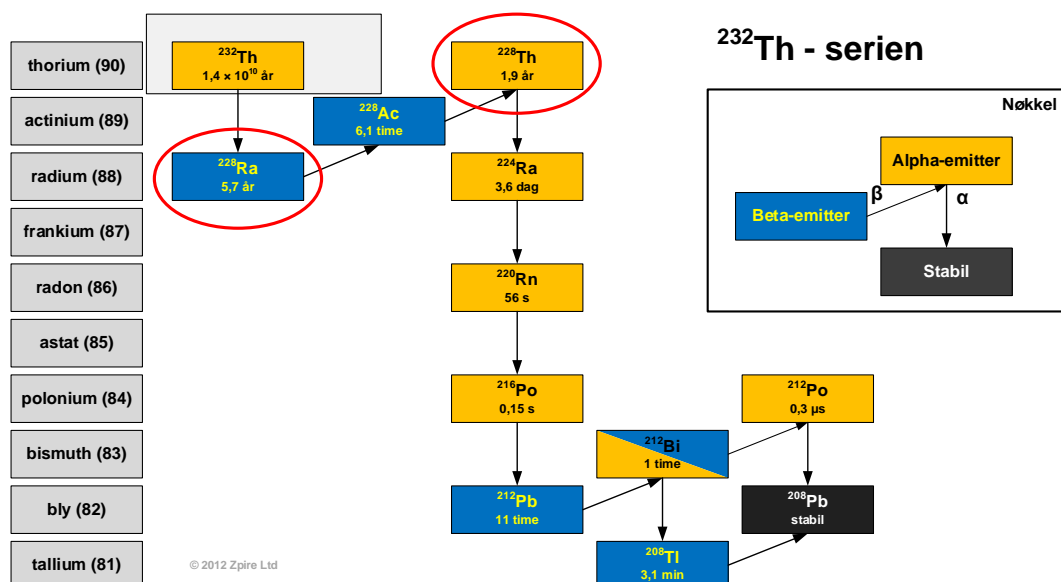 ²³²Th - serien
thorium (90)
²³²Th
1,4 × 10¹⁰ år
²²⁸Th
1,9 år
Nøkkel
actinium (89)
²²⁸Ac
6,1 time
Alpha-emitter
radium (88)
²²⁸Ra
5,7 år
²²⁴Ra
3,6 dag
β
α
Beta-emitter
frankium (87)
Stabil
radon (86)
²²⁰Rn
56 s
astat (85)
polonium (84)
²¹⁶Po
0,15 s
²¹²Po
0,3 µs
bismuth (83)
²¹²Bi
1 time
bly (82)
²¹²Pb
11 time
²⁰⁸Pb
stabil
tallium (81)
© 2012 Zpire Ltd
²⁰⁸Tl
3,1 min